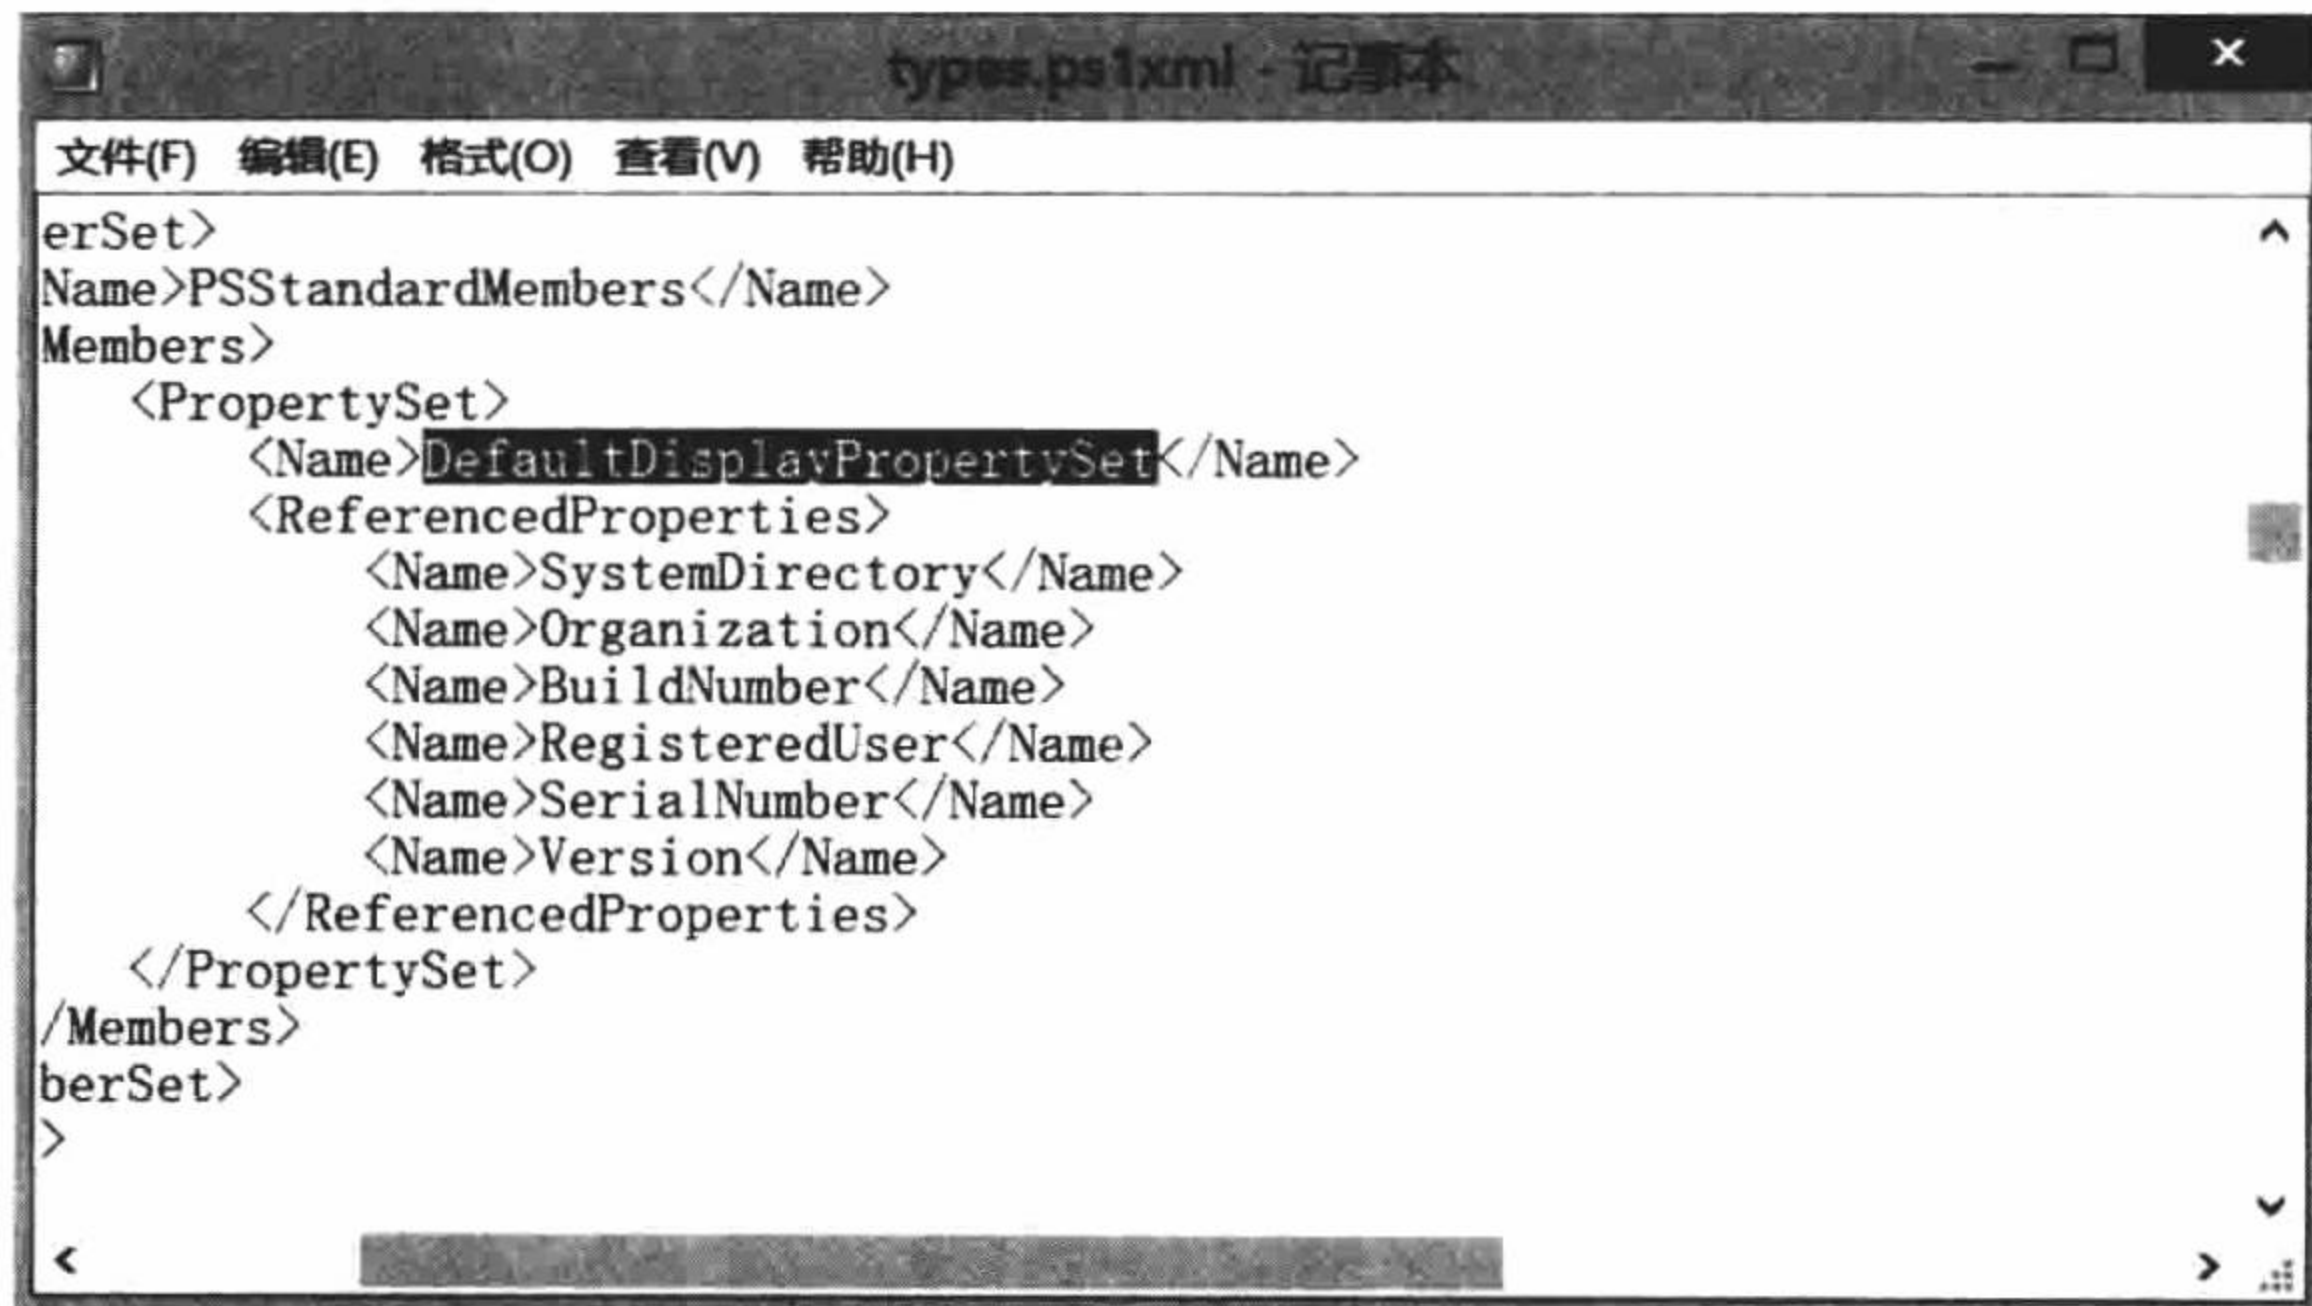 types.ps1xml - 记事本
文件(F) 编辑(E) 格式(O) 查看(V) 帮助(H)
erSet>
Name>PSStandardMembers</Name>
Members>
<PropertySet>
<Name>DefaultDisplayPropertySet</Name>
<ReferencedProperties>
<Name>SystemDirectory</Name>
<Name>Organization</Name>
<Name>BuildNumber</Name>
<Name>RegisteredUser</Name>
<Name>SerialNumber</Name>
<Name>Version</Name>
</ReferencedProperties>
</PropertySet>
/Members>
berSet>
>